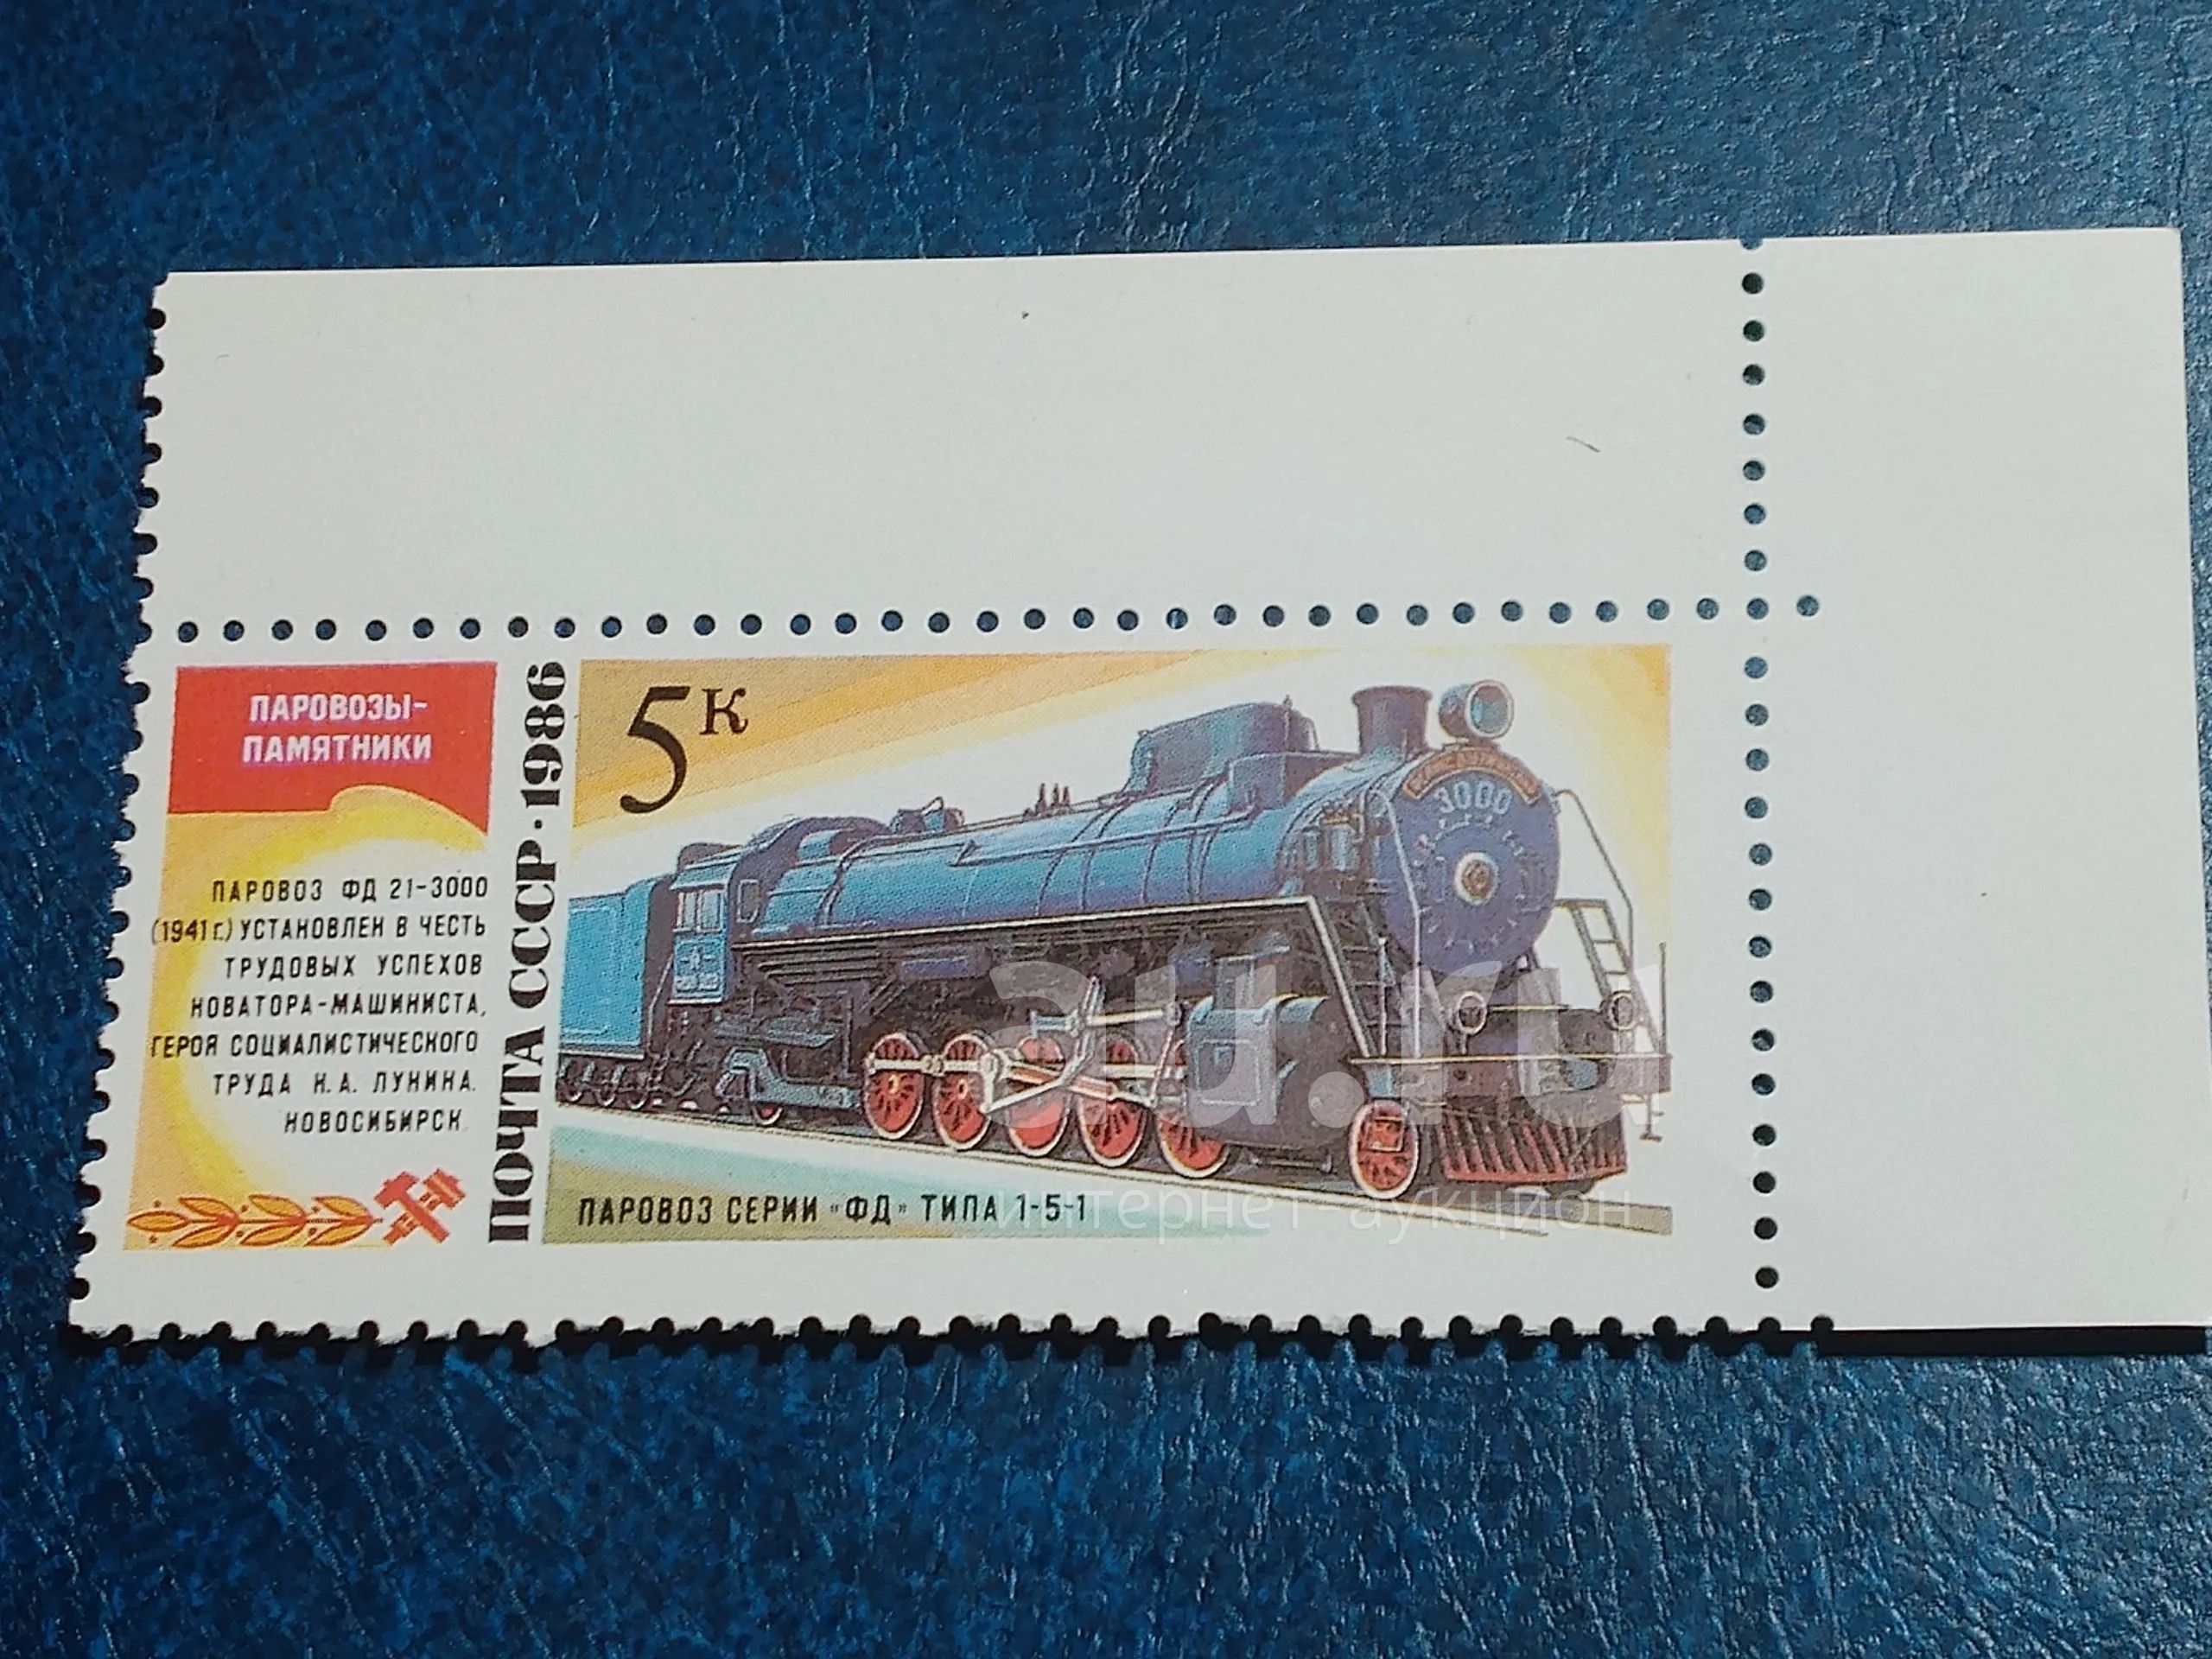 ПАРОВОЗЫ-
ПАМЯТНИКИ
ПАРОВОЗ ФД 21-3000
(1941 г.) УСТАНОВЛЕН В ЧЕСТЬ
ТРУДОВЫХ УСПЕХОВ
НОВАТОРА-МАШИНИСТА,
ГЕРОЯ СОЦИАЛИСТИЧЕСКОГО
ТРУДА Н.А. ЛУНИНА.
НОВОСИБИРСК.
ПОЧТА СССР·1986
5К
3000
ПАРОВОЗ СЕРИИ «ФД» ТИПА 1-5-1
au.ru
интернет-аукцион